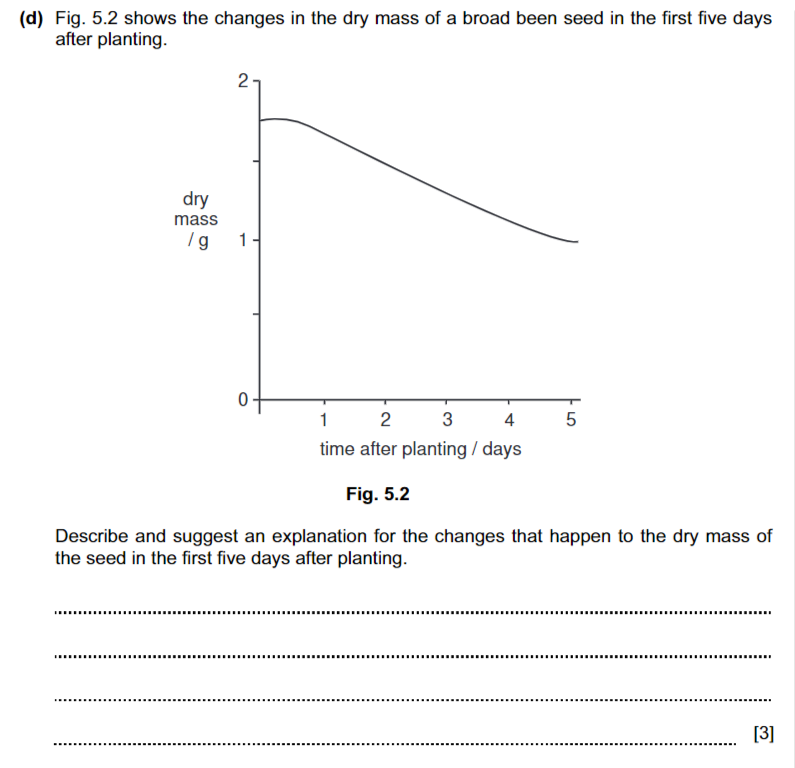 (d) Fig. 5.2 shows the changes in the dry mass of a broad been seed in the first five days
after planting.
2
dry
mass
/ g
1
0
1 2 3 4 5
time after planting / days
Fig. 5.2
Describe and suggest an explanation for the changes that happen to the dry mass of
the seed in the first five days after planting.
[3]